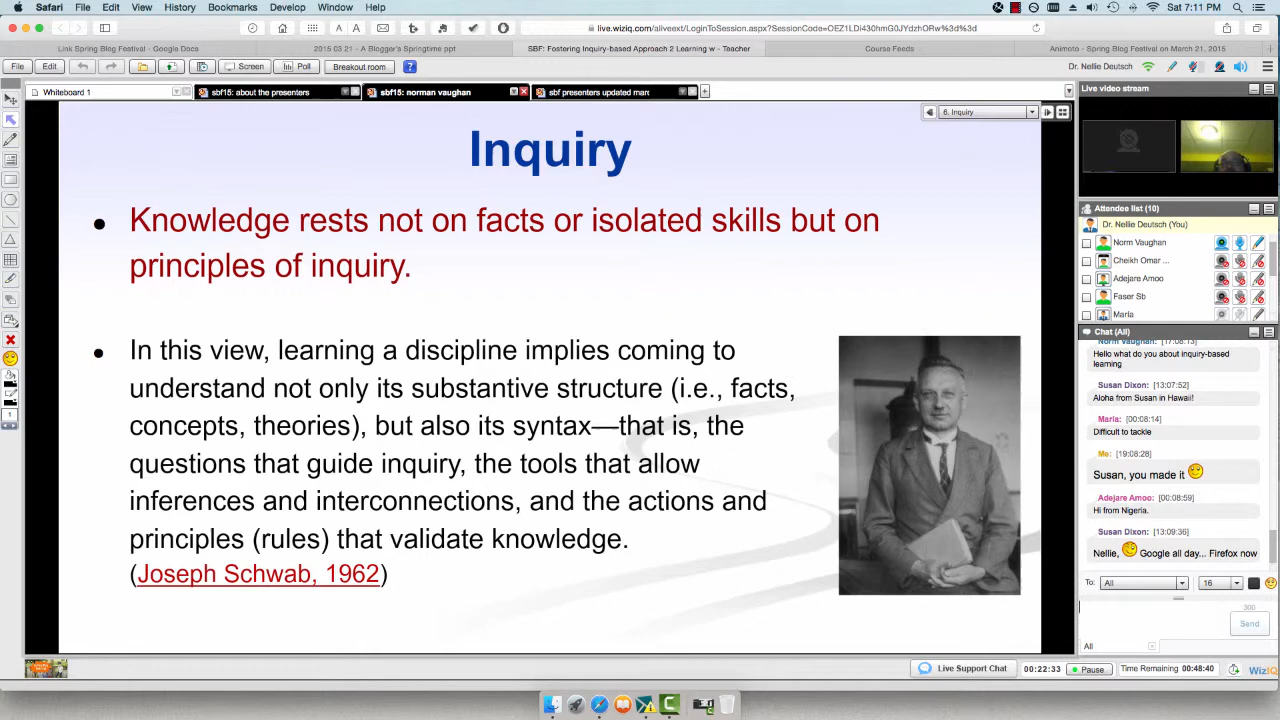 Safari File Edit View History Bookmarks Develop Window Help
Sat 7:11 PM
live.wiziq.com/aliveext/LoginToSession.aspx?SessionCode=OEZ1LDi430hmG0JYdzhORw%3d%3d
Link Spring Blog Festival - Google Docs
2015 03 21 - A Blogger's Springtime ppt
SBF: Fostering Inquiry-based Approach 2 Learning w - Teacher
Course Feeds
Animoto - Spring Blog Festival on March 21, 2015
File Edit Screen Poll Breakout room ?
Dr. Nellie Deutsch
Whiteboard 1
sbf15: about the presenters
sbf15: norman vaughan
sbf presenters updated marc
6. Inquiry
Inquiry
Knowledge rests not on facts or isolated skills but on
principles of inquiry.
In this view, learning a discipline implies coming to
understand not only its substantive structure (i.e., facts,
concepts, theories), but also its syntax—that is, the
questions that guide inquiry, the tools that allow
inferences and interconnections, and the actions and
principles (rules) that validate knowledge.
(Joseph Schwab, 1962)
Live video stream
Attendee list (10)
Dr. Nellie Deutsch (You)
Norm Vaughan
Cheikh Omar ...
Adejare Amoo
Faser Sb
Maria
Chat (All)
Norm Vaughan: [17:08:13]
Hello what do you about inquiry-based
learning
Susan Dixon: [13:07:52]
Aloha from Susan in Hawaii!
Maria: [00:08:14]
Difficult to tackle
Me: [19:08:28]
Susan, you made it
Adejare Amoo: [00:08:59]
Hi from Nigeria.
Susan Dixon: [13:09:36]
Nellie, Google all day... Firefox now
To: All 16
300
Send
All
Live Support Chat 00:22:33 Pause Time Remaining 00:48:40 WizIQ